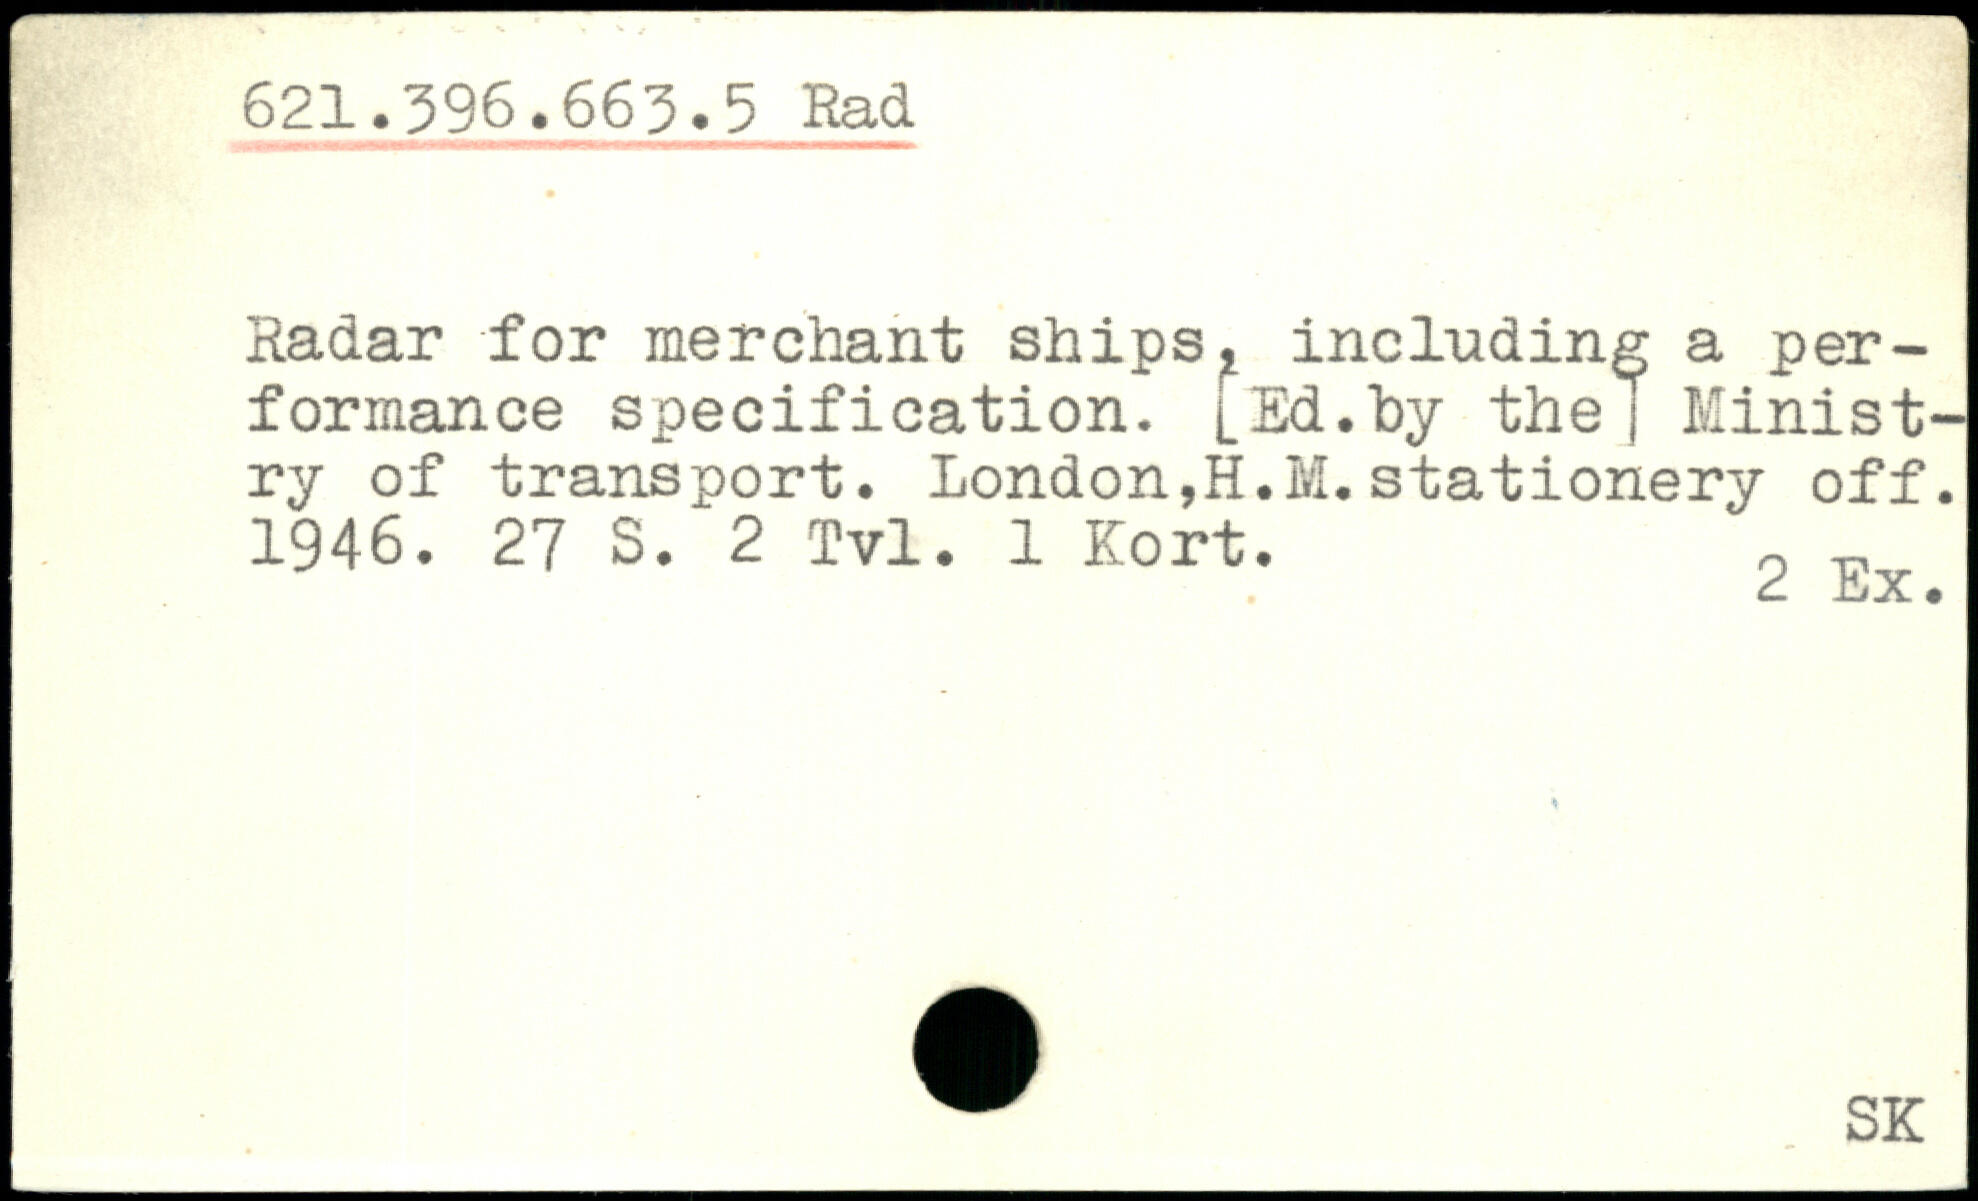 621.396.663.5 Rad
Radar for merchant ships, including a per-
formance specification. [Ed.by the] Minist-
ry of transport. London,H.M.stationery off.
1946. 27 S. 2 Tvl. 1 Kort.
2 Ex.
SK